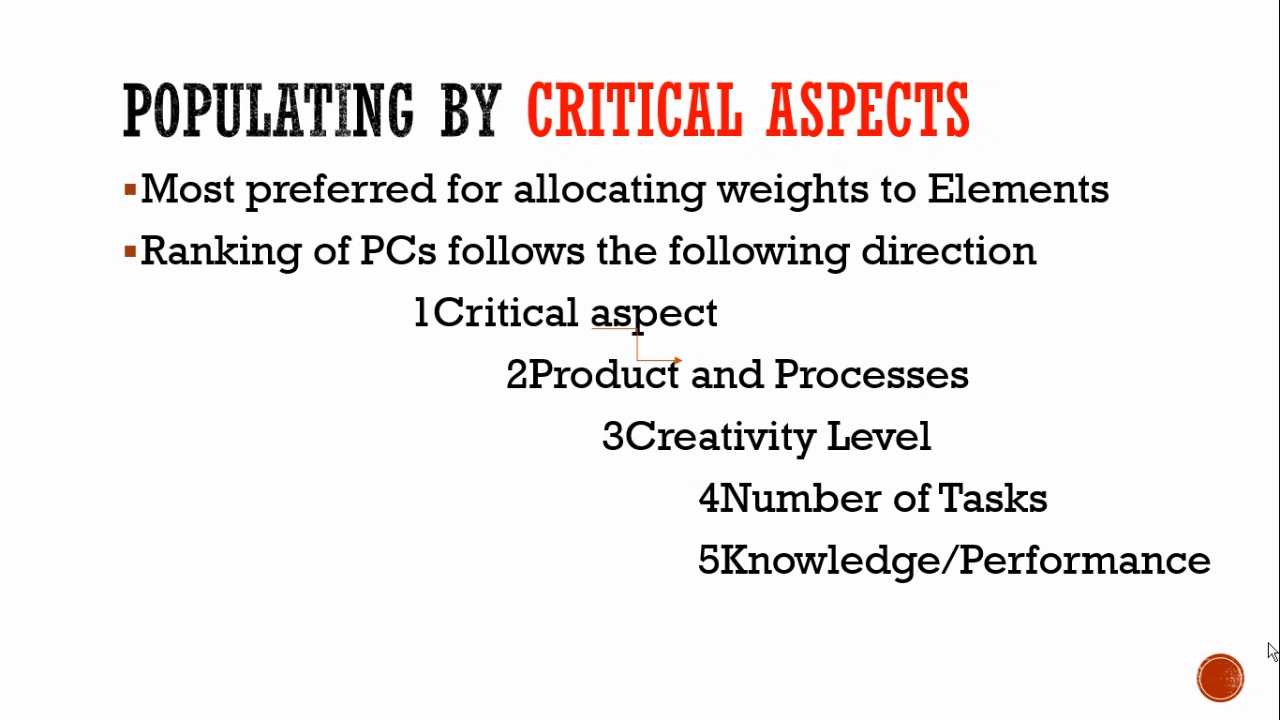 POPULATING BY CRITICAL ASPECTS
▪Most preferred for allocating weights to Elements
▪Ranking of PCs follows the following direction
1Critical aspect
2Product and Processes
3Creativity Level
4Number of Tasks
5Knowledge/Performance